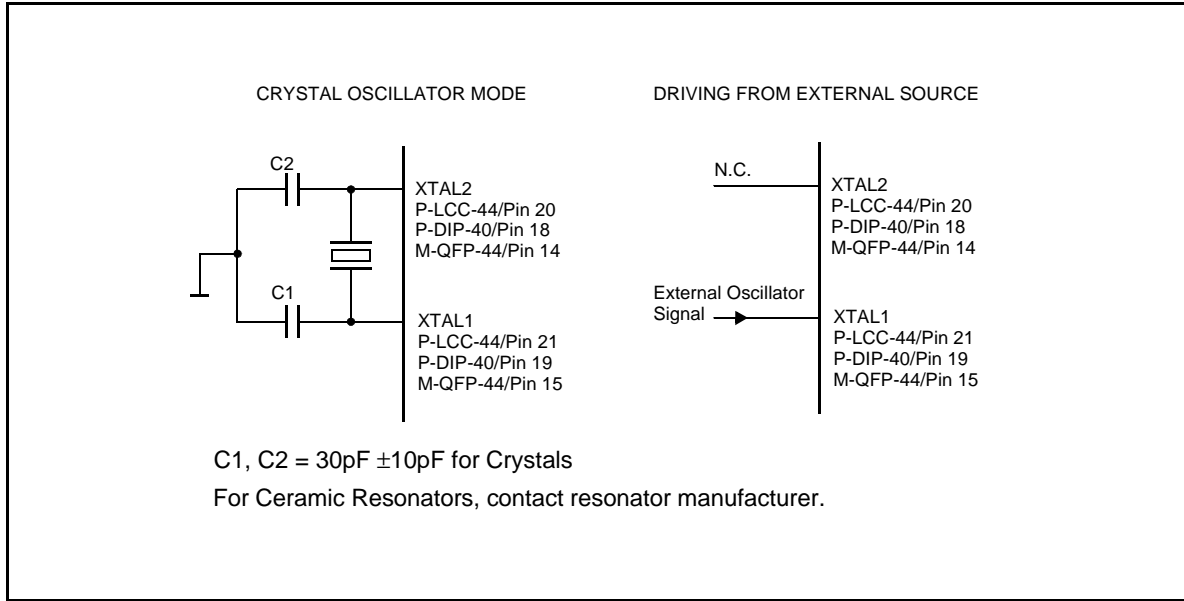 CRYSTAL OSCILLATOR MODE
C2
XTAL2
P-LCC-44/Pin 20
P-DIP-40/Pin 18
M-QFP-44/Pin 14
C1
XTAL1
P-LCC-44/Pin 21
P-DIP-40/Pin 19
M-QFP-44/Pin 15
DRIVING FROM EXTERNAL SOURCE
N.C.
XTAL2
P-LCC-44/Pin 20
P-DIP-40/Pin 18
M-QFP-44/Pin 14
External Oscillator
Signal
XTAL1
P-LCC-44/Pin 21
P-DIP-40/Pin 19
M-QFP-44/Pin 15
C1, C2 = 30pF ±10pF for Crystals
For Ceramic Resonators, contact resonator manufacturer.